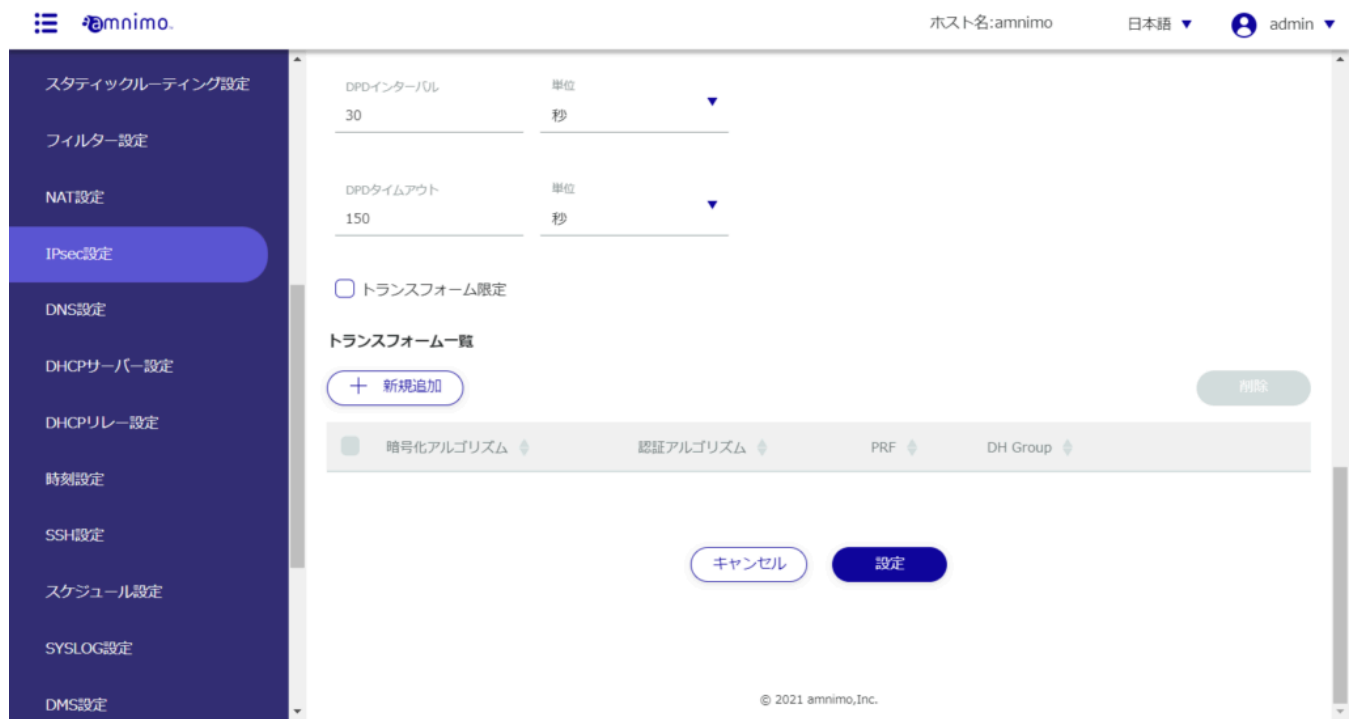 amnimo
ホスト名:amnimo
日本語 ▼
admin ▼
スタティックルーティング設定
フィルター設定
NAT設定
IPsec設定
DNS設定
DHCPサーバー設定
DHCPリレー設定
時刻設定
SSH設定
スケジュール設定
SYSLOG設定
DMS設定
DPDインターバル 単位
30 秒
DPDタイムアウト 単位
150 秒
トランスフォーム限定
トランスフォーム一覧
＋ 新規追加
削除
暗号化アルゴリズム 認証アルゴリズム PRF DH Group
キャンセル 設定
© 2021 amnimo,Inc.